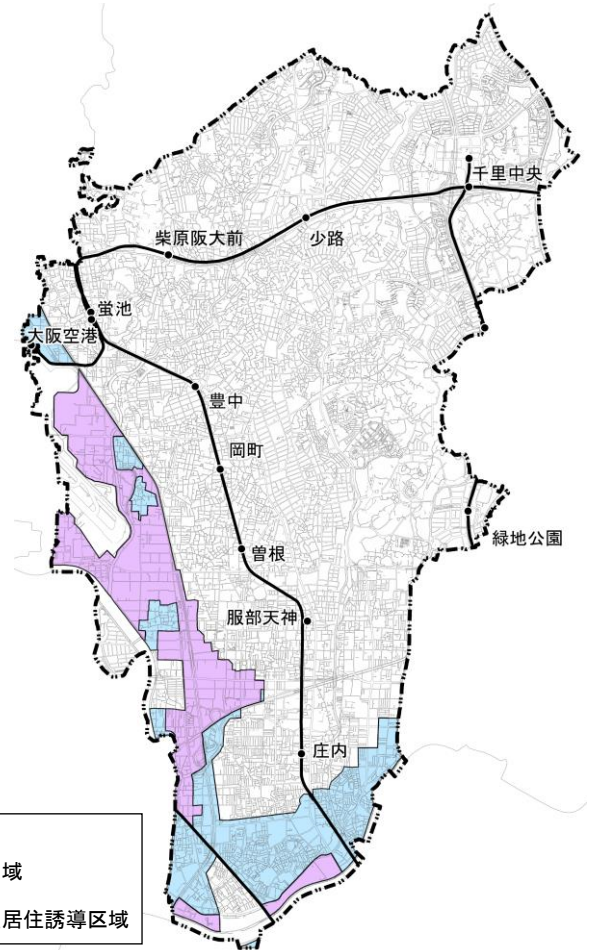 千里中央
柴原阪大前
少路
蛍池
大阪空港
豊中
岡町
緑地公園
曽根
服部天神
庄内
域
居住誘導区域